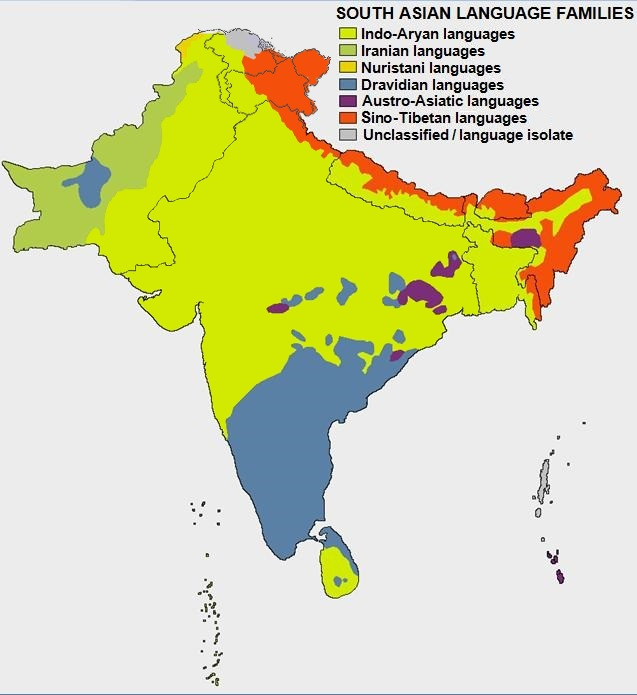 SOUTH ASIAN LANGUAGE FAMILIES
Indo-Aryan languages
Iranian languages
Nuristani languages
Dravidian languages
Austro-Asiatic languages
Sino-Tibetan languages
Unclassified / language isolate